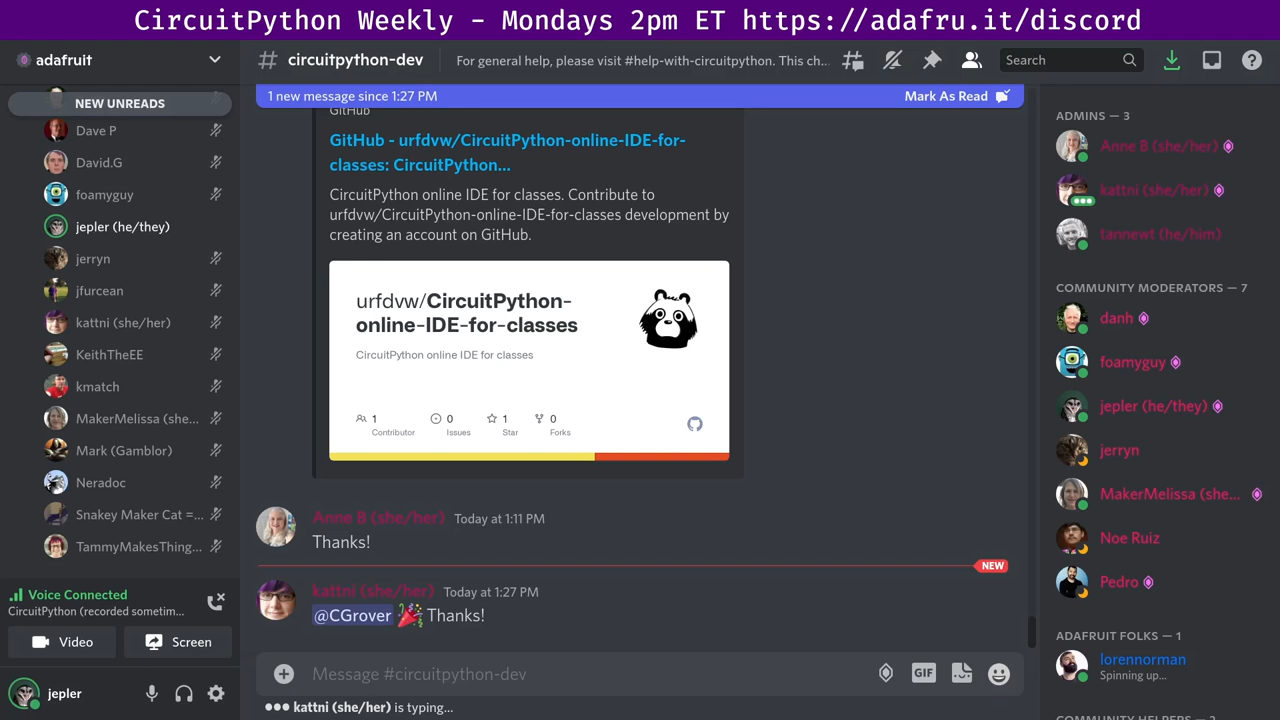 CircuitPython Weekly - Mondays 2pm ET https://adafru.it/discord
adafruit
circuitpython-dev
For general help, please visit #help-with-circuitpython. This ch...
Search
NEW UNREADS
Dave P
David.G
foamyguy
jepler (he/they)
jerryn
jfurcean
kattni (she/her)
KeithTheEE
kmatch
MakerMelissa (she...
Mark (Gamblor)
Neradoc
Snakey Maker Cat =...
TammyMakesThing...
Voice Connected
CircuitPython (recorded sometim...
Video
Screen
jepler
1 new message since 1:27 PM
Mark As Read
GitHub
GitHub - urfdvw/CircuitPython-online-IDE-for-
classes: CircuitPython...
CircuitPython online IDE for classes. Contribute to
urfdvw/CircuitPython-online-IDE-for-classes development by
creating an account on GitHub.
urfdvw/CircuitPython-
online-IDE-for-classes
CircuitPython online IDE for classes
1
Contributor
0
Issues
1
Star
0
Forks
Anne B (she/her) Today at 1:11 PM
Thanks!
NEW
kattni (she/her) Today at 1:27 PM
@CGrover Thanks!
Message #circuitpython-dev
GIF
kattni (she/her) is typing...
ADMINS — 3
Anne B (she/her)
kattni (she/her)
tannewt (he/him)
COMMUNITY MODERATORS — 7
danh
foamyguy
jepler (he/they)
jerryn
MakerMelissa (she...
Noe Ruiz
Pedro
ADAFRUIT FOLKS — 1
lorennorman
Spinning up...
COMMUNITY HELPERS — 2